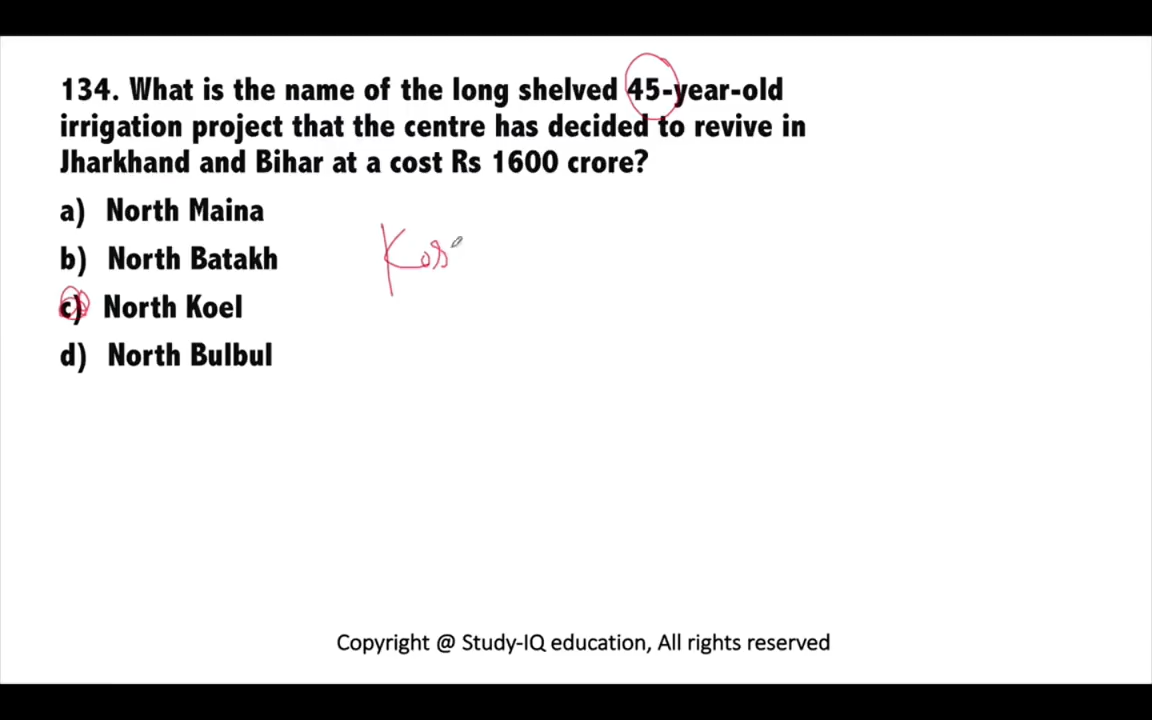 134. What is the name of the long shelved 45-year-old
irrigation project that the centre has decided to revive in
Jharkhand and Bihar at a cost Rs 1600 crore?
a) North Maina
b) North Batakh
Kos
c) North Koel
d) North Bulbul
Copyright @ Study-IQ education, All rights reserved